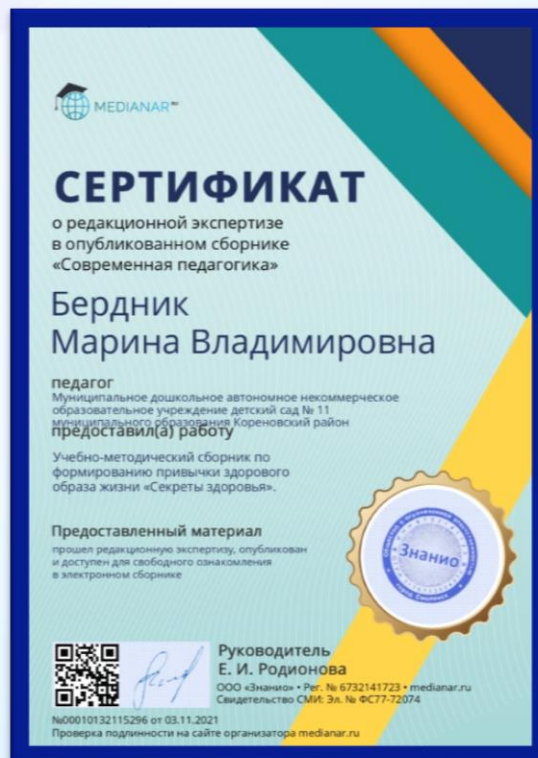 MEDIANAR RU
СЕРТИФИКАТ
о редакционной экспертизе
в опубликованном сборнике
«Современная педагогика»
Бердник
Марина Владимировна
педагог
Муниципальное дошкольное автономное некоммерческое
образовательное учреждение детский сад № 11
муниципального образования Кореновский район
предоставил(а) работу
Учебно-методический сборник по
формированию привычки здорового
образа жизни «Секреты здоровья».
Предоставленный материал
прошел редакционную экспертизу, опубликован
и доступен для свободного ознакомления
в электронном сборнике
Знанио
Руководитель
Е. И. Родионова
ООО «Знанио» • Рег. № 6732141723 • medianar.ru
Свидетельство СМИ: Эл. № ФС77-72074
№00010132115296 от 03.11.2021
Проверка подлинности на сайте организатора medianar.ru